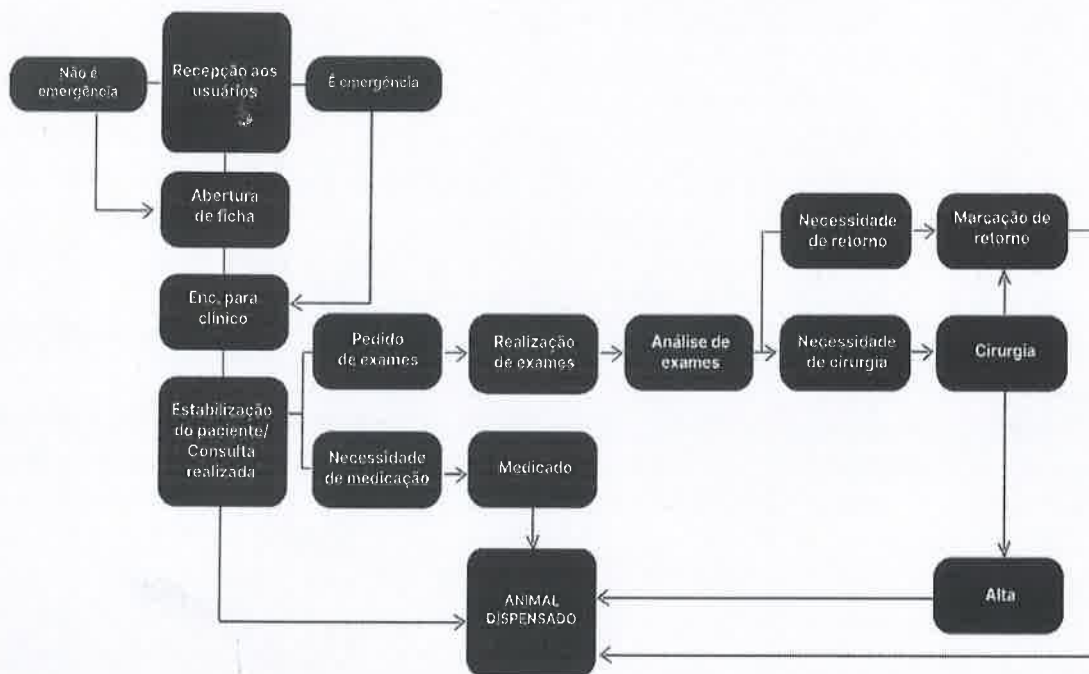 Não é
emergência
Recepção aos
usuários
É emergência
Abertura
de ficha
Necessidade
de retorno
Marcação de
retorno
Enc. para
clínico
Pedido
de exames
Realização
de exames
Análise de
exames
Necessidade
de cirurgia
Cirurgia
Estabilização
do paciente/
Consulta
realizada
Necessidade
de medicação
Medicado
ANIMAL
DISPENSADO
Alta